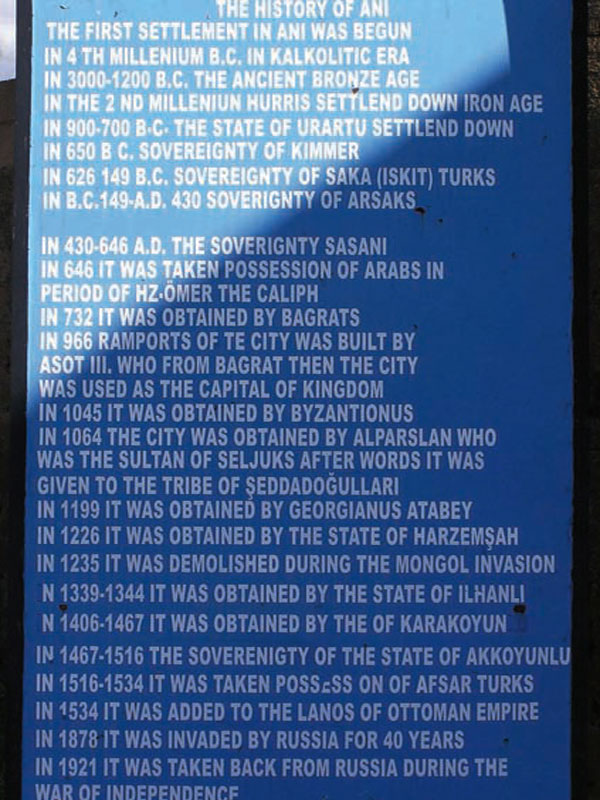 THE HISTORY OF ANI
THE FIRST SETTLEMENT IN ANI WAS BEGUN
IN 4 TH MILLENIUM B.C. IN KALKOLITIC ERA
IN 3000-1200 B.C. THE ANCIENT BRONZE AGE
IN THE 2 ND MILLENIUN HURRIS SETTLEND DOWN IRON AGE
IN 900-700 B.C. THE STATE OF URARTU SETTLEND DOWN
IN 650 B C. SOVEREIGNTY OF KIMMER
IN 626 149 B.C. SOVEREIGNTY OF SAKA (ISKIT) TURKS
IN B.C.149-A.D. 430 SOVERIGNTY OF ARSAKS
IN 430-646 A.D. THE SOVERIGNTY SASANI
IN 646 IT WAS TAKEN POSSESSION OF ARABS IN
PERIOD OF HZ.ÖMER THE CALIPH
IN 732 IT WAS OBTAINED BY BAGRATS
IN 966 RAMPORTS OF TE CITY WAS BUILT BY
ASOT III. WHO FROM BAGRAT THEN THE CITY
WAS USED AS THE CAPITAL OF KINGDOM
IN 1045 IT WAS OBTAINED BY BYZANTIONUS
IN 1064 THE CITY WAS OBTAINED BY ALPARSLAN WHO
WAS THE SULTAN OF SELJUKS AFTER WORDS IT WAS
GIVEN TO THE TRIBE OF ŞEDDADOĞULLARI
IN 1199 IT WAS OBTAINED BY GEORGIANUS ATABEY
IN 1226 IT WAS OBTAINED BY THE STATE OF HARZEMŞAH
IN 1235 IT WAS DEMOLISHED DURING THE MONGOL INVASION
N 1339-1344 IT WAS OBTAINED BY THE STATE OF ILHANLI
N 1406-1467 IT WAS OBTAINED BY THE OF KARAKOYUN
IN 1467-1516 THE SOVERENIGTY OF THE STATE OF AKKOYUNLU
IN 1516-1534 IT WAS TAKEN POSSESS ON OF AFSAR TURKS
IN 1534 IT WAS ADDED TO THE LANOS OF OTTOMAN EMPIRE
IN 1878 IT WAS INVADED BY RUSSIA FOR 40 YEARS
IN 1921 IT WAS TAKEN BACK FROM RUSSIA DURING THE
WAR OF INDEPENDENCE